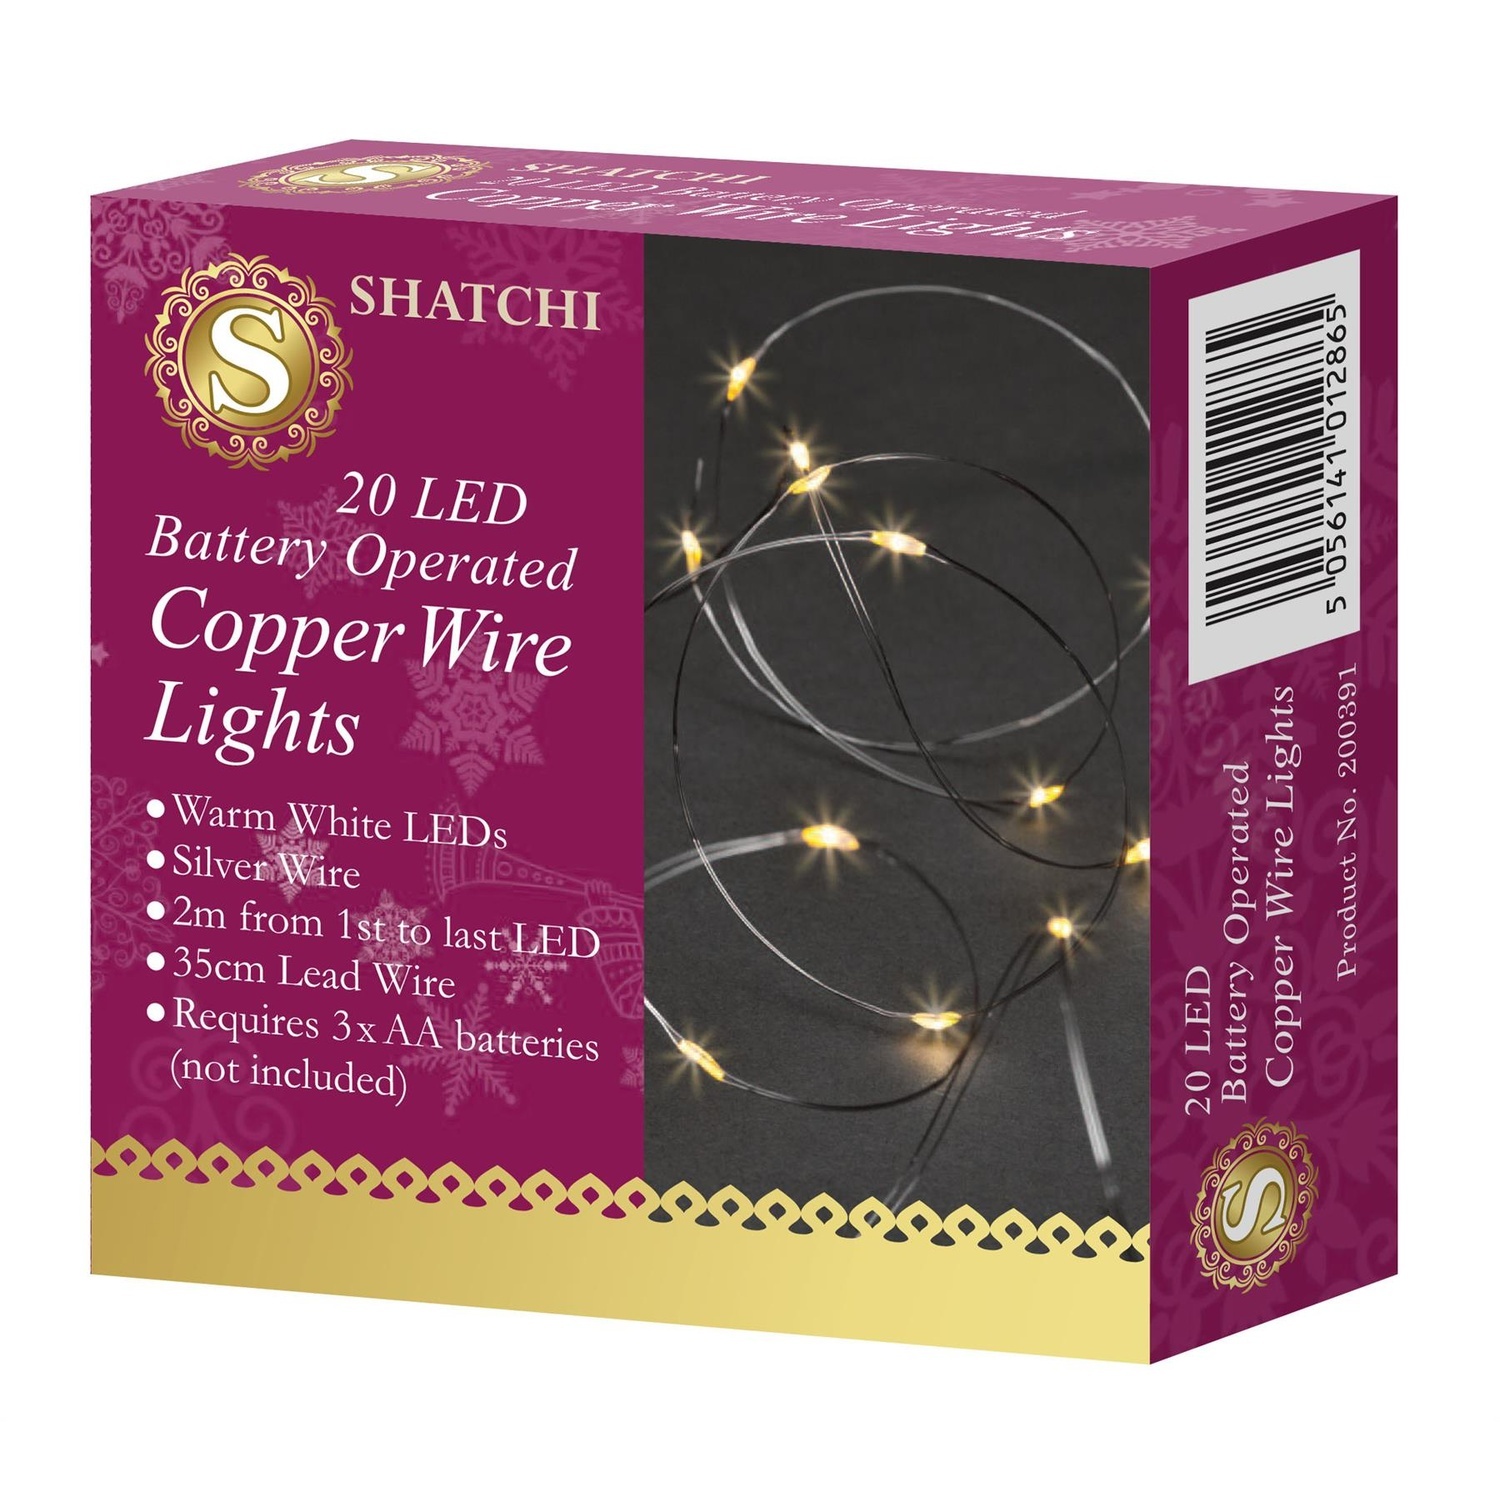 S
SHATCHI
20 LED Battery Operated
Copper Wire Lights
S
SHATCHI
20 LED
Battery Operated
Copper Wire
Lights
• Warm White LEDs
• Silver Wire
• 2m from 1st to last LED
• 35cm Lead Wire
• Requires 3 x AA batteries
(not included)
5 056141 012865
20 LED
Battery Operated
Copper Wire Lights
Product No. 200391
S